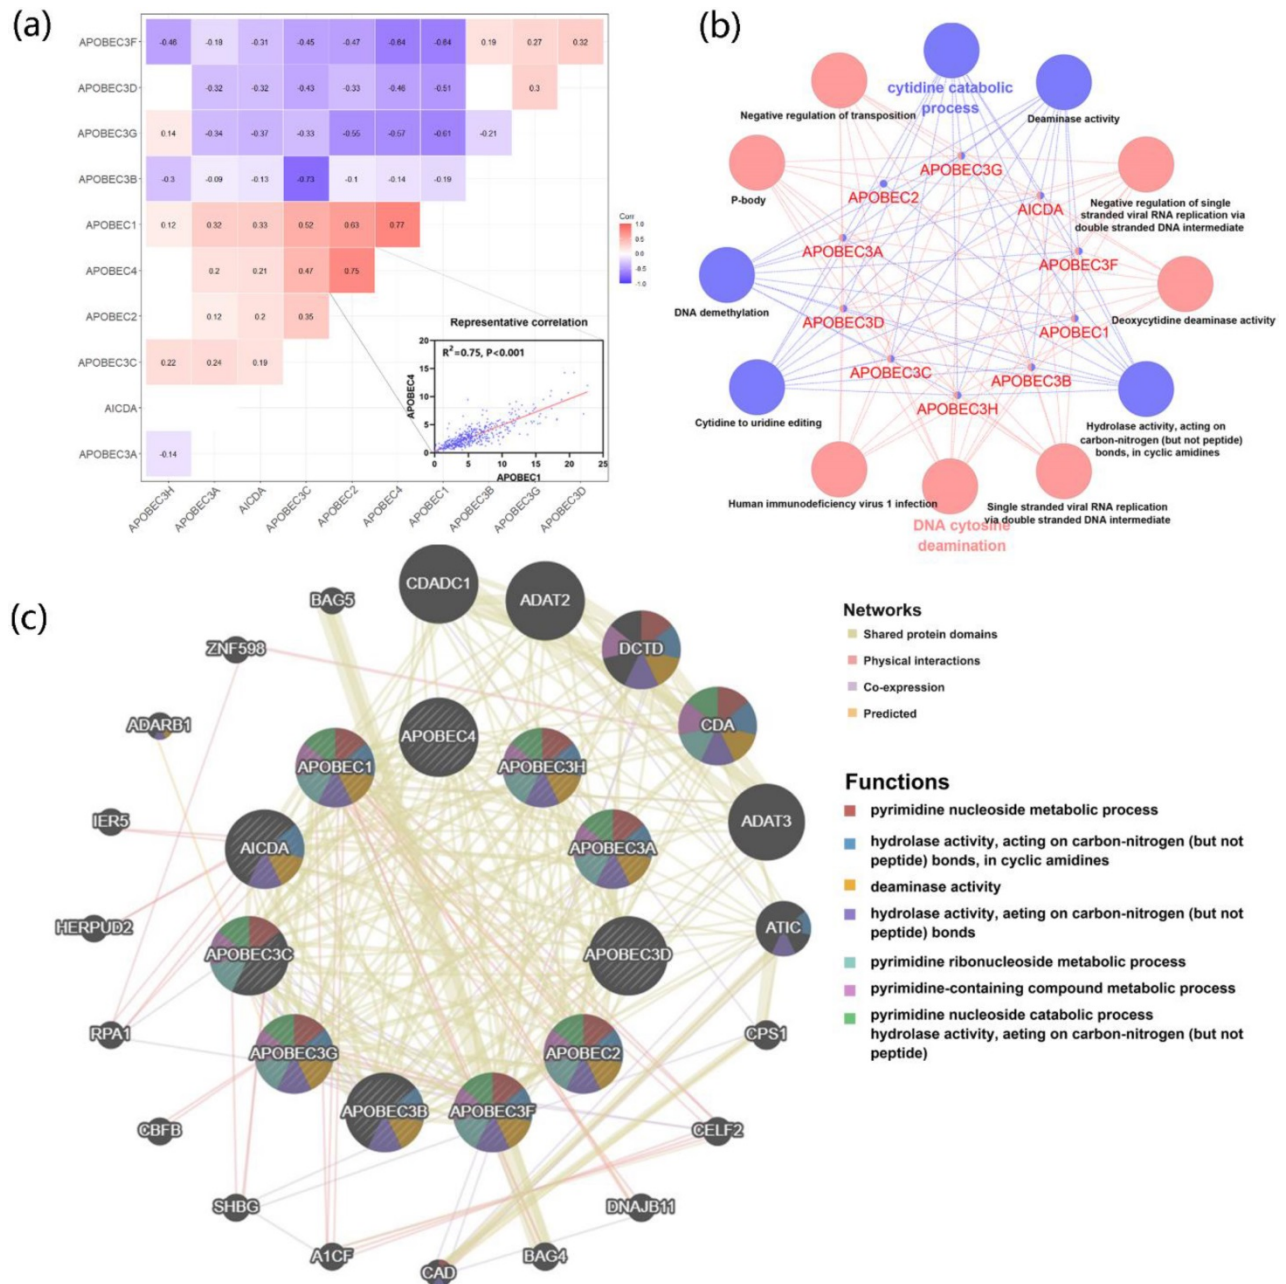 (a)
APOBEC3F -0.46 -0.19 -0.31 -0.45 -0.47 -0.64 -0.64 0.19 0.27 0.32
APOBEC3D -0.32 -0.32 -0.43 -0.33 -0.46 -0.51 0.3
APOBEC3G 0.14 -0.34 -0.37 -0.33 -0.55 -0.57 -0.61 -0.21
APOBEC3B -0.3 -0.09 -0.13 -0.73 -0.1 -0.14 -0.19
APOBEC1 0.12 0.32 0.33 0.52 0.63 0.77
APOBEC4 0.2 0.21 0.47 0.75
APOBEC2 0.12 0.2 0.35
APOBEC3C 0.22 0.24 0.19
AICDA
APOBEC3A -0.14
APOBEC3H APOBEC3A AICDA APOBEC3C APOBEC2 APOBEC4 APOBEC1 APOBEC3B APOBEC3G APOBEC3D
Corr
1.0
0.5
0.0
-0.5
-1.0
Representative correlation
R²=0.75, P<0.001
APOBEC4
20
15
10
5
0
0 5 10 15 20 25
APOBEC1
(b)
cytidine catabolic
process
Negative regulation of transposition
Deaminase activity
P-body
Negative regulation of single
stranded viral RNA replication via
double stranded DNA intermediate
DNA demethylation
Deoxycytidine deaminase activity
Cytidine to uridine editing
Hydrolase activity, acting on
carbon-nitrogen (but not peptide)
bonds, in cyclic amidines
Human immunodeficiency virus 1 infection
DNA cytosine
deamination
Single stranded viral RNA replication
via double stranded DNA intermediate
APOBEC3G
APOBEC2
AICDA
APOBEC3A
APOBEC3F
APOBEC3D
APOBEC1
APOBEC3C
APOBEC3B
APOBEC3H
(c)
CDADC1
ADAT2
BAG5
DCTD
ZNF598
CDA
ADARB1
APOBEC4
APOBEC1
APOBEC3H
IER5
ADAT3
AICDA
APOBEC3A
HERPUD2
ATIC
APOBEC3C
APOBEC3D
RPA1
CPS1
APOBEC3G
APOBEC2
APOBEC3B
APOBEC3F
CBFB
CELF2
SHBG
DNAJB11
A1CF
BAG4
CAD
Networks
Shared protein domains
Physical interactions
Co-expression
Predicted
Functions
pyrimidine nucleoside metabolic process
hydrolase activity, acting on carbon-nitrogen (but not
peptide) bonds, in cyclic amidines
deaminase activity
hydrolase activity, aeting on carbon-nitrogen (but not
peptide) bonds
pyrimidine ribonucleoside metabolic process
pyrimidine-containing compound metabolic process
pyrimidine nucleoside catabolic process
hydrolase activity, aeting on carbon-nitrogen (but not
peptide)